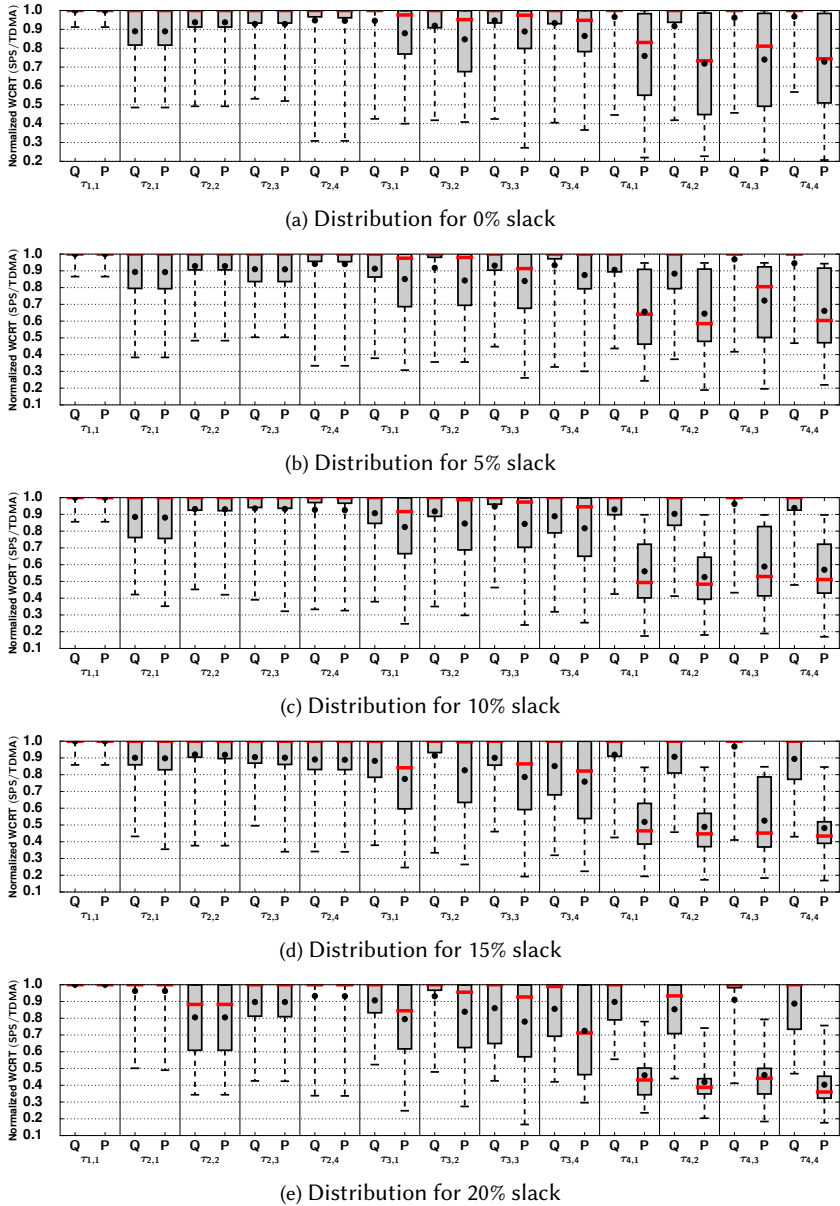 Normalized WCRT (SPS/TDMA)
1.0
0.9
0.8
0.7
0.6
0.5
0.4
0.3
0.2
Q P Q P Q P Q P Q P Q P Q P Q P Q P Q P Q P Q P Q P
τ1,1 τ2,1 τ2,2 τ2,3 τ2,4 τ3,1 τ3,2 τ3,3 τ3,4 τ4,1 τ4,2 τ4,3 τ4,4
(a) Distribution for 0% slack
Normalized WCRT (SPS/TDMA)
1.0
0.9
0.8
0.7
0.6
0.5
0.4
0.3
0.2
0.1
Q P Q P Q P Q P Q P Q P Q P Q P Q P Q P Q P Q P Q P
τ1,1 τ2,1 τ2,2 τ2,3 τ2,4 τ3,1 τ3,2 τ3,3 τ3,4 τ4,1 τ4,2 τ4,3 τ4,4
(b) Distribution for 5% slack
Normalized WCRT (SPS/TDMA)
1.0
0.9
0.8
0.7
0.6
0.5
0.4
0.3
0.2
0.1
Q P Q P Q P Q P Q P Q P Q P Q P Q P Q P Q P Q P Q P
τ1,1 τ2,1 τ2,2 τ2,3 τ2,4 τ3,1 τ3,2 τ3,3 τ3,4 τ4,1 τ4,2 τ4,3 τ4,4
(c) Distribution for 10% slack
Normalized WCRT (SPS/TDMA)
1.0
0.9
0.8
0.7
0.6
0.5
0.4
0.3
0.2
0.1
Q P Q P Q P Q P Q P Q P Q P Q P Q P Q P Q P Q P Q P
τ1,1 τ2,1 τ2,2 τ2,3 τ2,4 τ3,1 τ3,2 τ3,3 τ3,4 τ4,1 τ4,2 τ4,3 τ4,4
(d) Distribution for 15% slack
Normalized WCRT (SPS/TDMA)
1.0
0.9
0.8
0.7
0.6
0.5
0.4
0.3
0.2
0.1
Q P Q P Q P Q P Q P Q P Q P Q P Q P Q P Q P Q P Q P
τ1,1 τ2,1 τ2,2 τ2,3 τ2,4 τ3,1 τ3,2 τ3,3 τ3,4 τ4,1 τ4,2 τ4,3 τ4,4
(e) Distribution for 20% slack